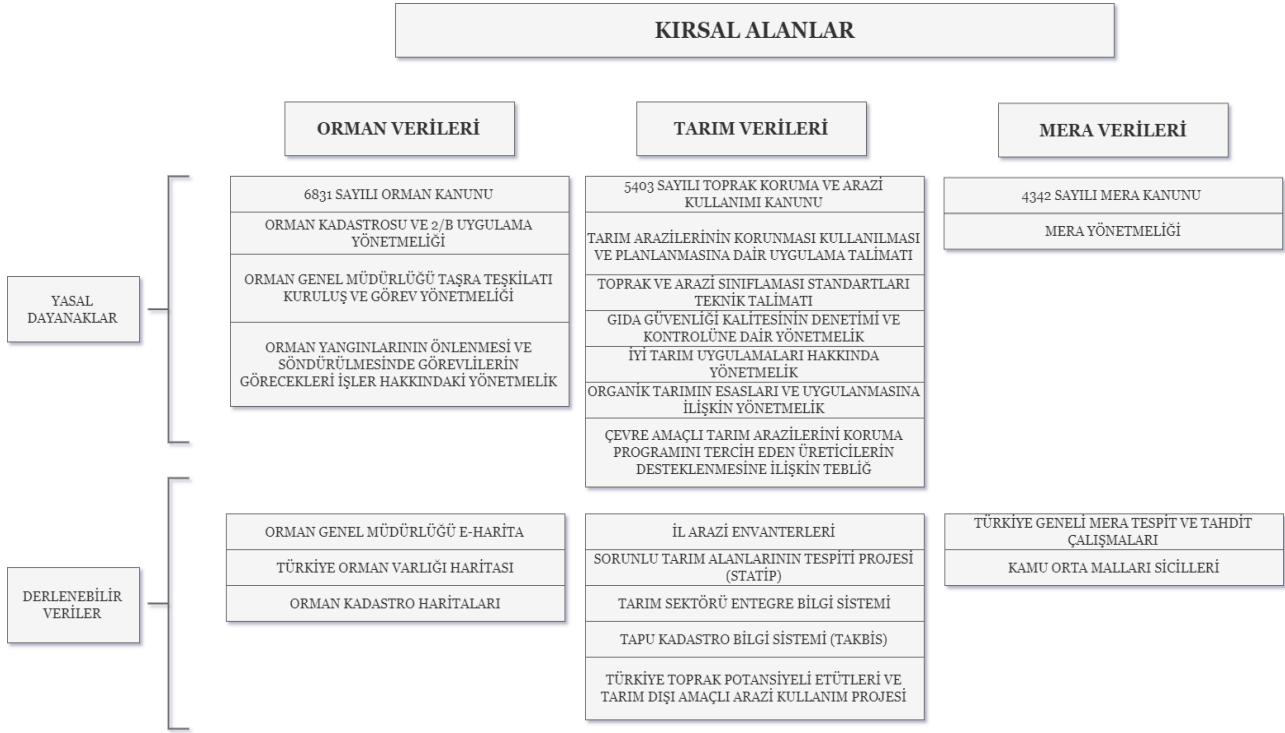 KIRSAL ALANLAR
ORMAN VERİLERİ
TARIM VERİLERİ
MERA VERİLERİ
YASAL
DAYANAKLAR
6831 SAYILI ORMAN KANUNU
ORMAN KADASTROSU VE 2/B UYGULAMA
YÖNETMELİĞİ
ORMAN GENEL MÜDÜRLÜĞÜ TAŞRA TEŞKİLATI
KURULUŞ VE GÖREV YÖNETMELİĞİ
ORMAN YANGINLARININ ÖNLENMESİ VE
SÖNDÜRÜLMESİNDE GÖREVLİLERİN
GÖRECEKLERİ İŞLER HAKKINDAKİ YÖNETMELİK
5403 SAYILI TOPRAK KORUMA VE ARAZİ
KULLANIMI KANUNU
TARIM ARAZİLERİNİN KORUNMASI KULLANILMASI
VE PLANLANMASINA DAİR UYGULAMA TALİMATI
TOPRAK VE ARAZİ SINIFLAMASI STANDARTLARI
TEKNİK TALİMATI
GIDA GÜVENLİĞİ KALİTESİNİN DENETİMİ VE
KONTROLÜNE DAİR YÖNETMELİK
İYİ TARIM UYGULAMALARI HAKKINDA
YÖNETMELİK
ORGANİK TARIMIN ESASLARI VE UYGULANMASINA
İLİŞKİN YÖNETMELİK
ÇEVRE AMAÇLI TARIM ARAZİLERİNİ KORUMA
PROGRAMINI TERCİH EDEN ÜRETİCİLERİN
DESTEKLENMESİNE İLİŞKİN TEBLİĞ
4342 SAYILI MERA KANUNU
MERA YÖNETMELİĞİ
DERLENEBİLİR
VERİLER
ORMAN GENEL MÜDÜRLÜĞÜ E-HARİTA
TÜRKİYE ORMAN VARLIĞI HARİTASI
ORMAN KADASTRO HARİTALARI
İL ARAZİ ENVANTERLERİ
SORUNLU TARIM ALANLARININ TESPİTİ PROJESİ
(STATİP)
TARIM SEKTÖRÜ ENTEGRE BİLGİ SİSTEMİ
TAPU KADASTRO BİLGİ SİSTEMİ (TAKBİS)
TÜRKİYE TOPRAK POTANSİYELİ ETÜTLERİ VE
TARIM DIŞI AMAÇLI ARAZİ KULLANIM PROJESİ
TÜRKİYE GENELİ MERA TESPİT VE TAHDİT
ÇALIŞMALARI
KAMU ORTA MALLARI SİCİLLERİ